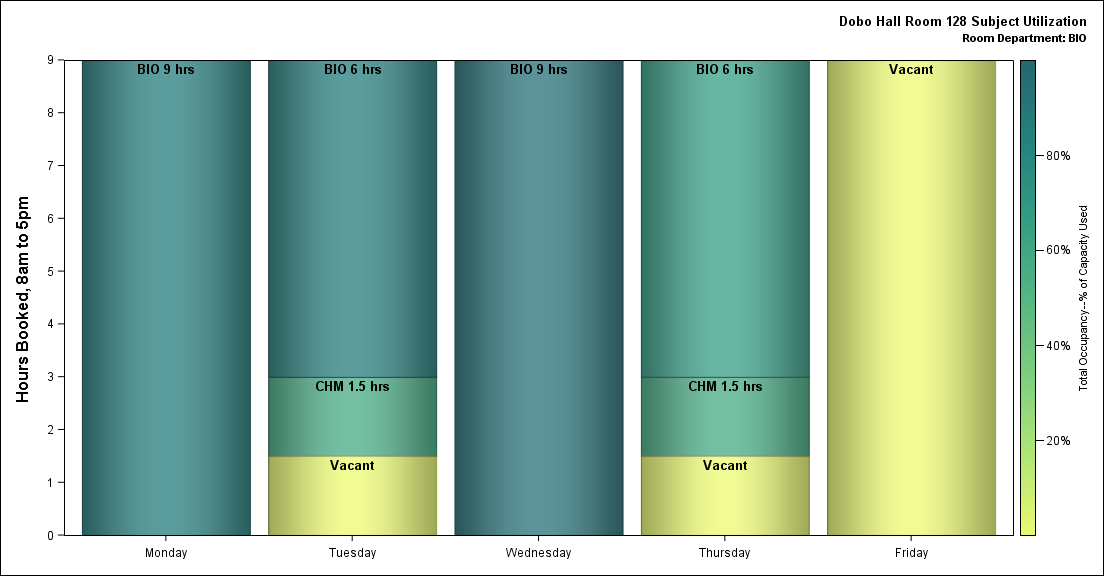 Dobo Hall Room 128 Subject Utilization
Room Department: BIO
Hours Booked, 8am to 5pm
9
8
7
6
5
4
3
2
1
0
BIO 9 hrs
BIO 6 hrs
BIO 9 hrs
BIO 6 hrs
Vacant
CHM 1.5 hrs
CHM 1.5 hrs
Vacant
Vacant
Monday
Tuesday
Wednesday
Thursday
Friday
80%
60%
40%
20%
Total Occupancy--% of Capacity Used